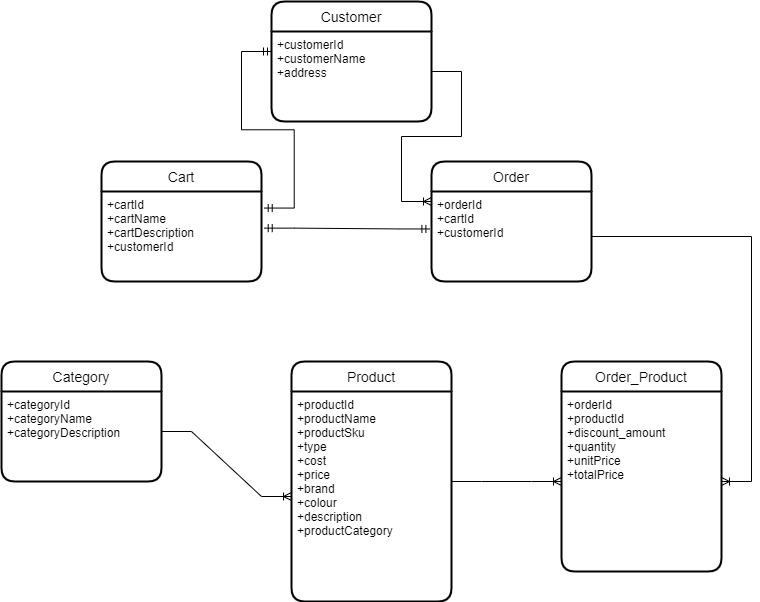 Customer
+customerId
+customerName
+address
Cart
+cartId
+cartName
+cartDescription
+customerId
Order
+orderId
+cartId
+customerId
Category
+categoryId
+categoryName
+categoryDescription
Product
+productId
+productName
+productSku
+type
+cost
+price
+brand
+colour
+description
+productCategory
Order_Product
+orderId
+productId
+discount_amount
+quantity
+unitPrice
+totalPrice